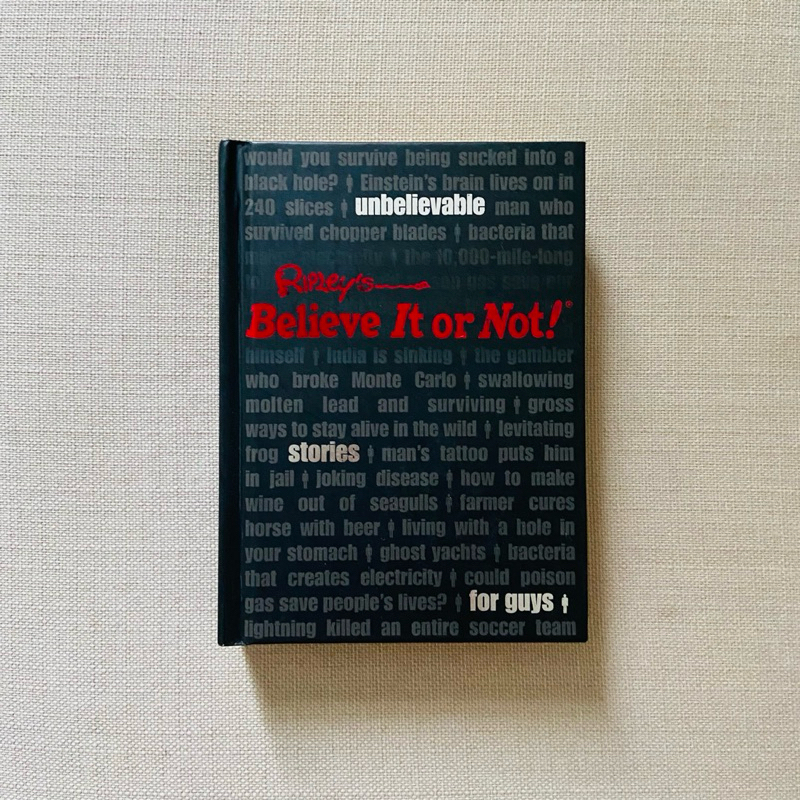 would you survive being sucked into a
black hole? Einstein's brain lives on in
240 slices unbelievable man who
survived chopper blades bacteria that
make electricity the 10,000-mile-long
gas save our
Ripley's
Believe It or Not!®
himself India is sinking the gambler
who broke Monte Carlo swallowing
molten lead and surviving gross
ways to stay alive in the wild levitating
frog stories man's tattoo puts him
in jail joking disease how to make
wine out of seagulls farmer cures
horse with beer living with a hole in
your stomach ghost yachts bacteria
that creates electricity could poison
gas save people's lives? for guys
lightning killed an entire soccer team